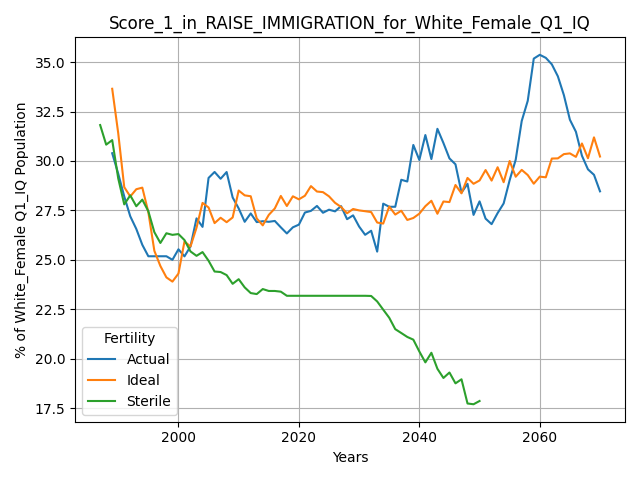 Score_1_in_RAISE_IMMIGRATION_for_White_Female_Q1_IQ
% of White_Female Q1_IQ Population
35.0
32.5
30.0
27.5
25.0
22.5
20.0
17.5
Fertility
Actual
Ideal
Sterile
2000
2020
2040
2060
Years